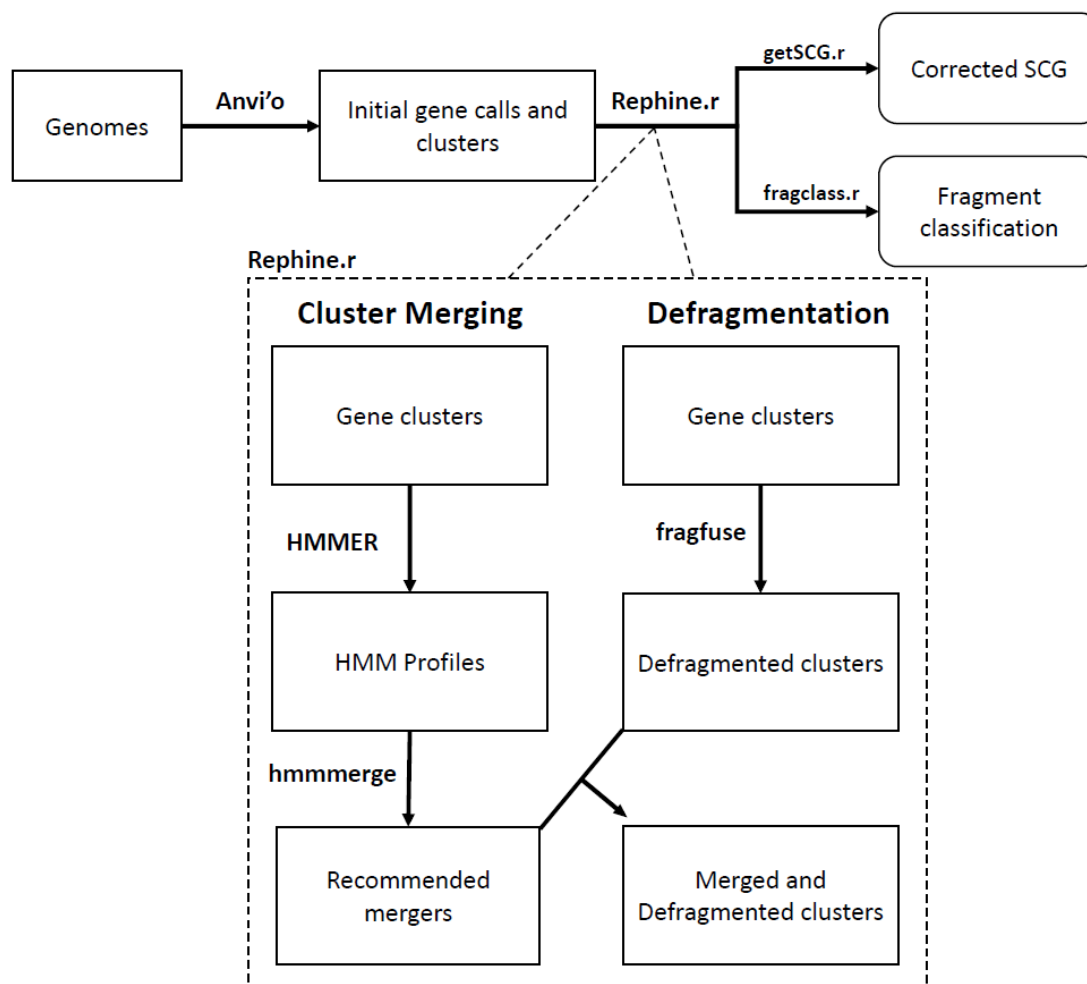 getSCG.r
Corrected SCG
Anvi'o
Rephine.r
Genomes
Initial gene calls and
clusters
fragclass.r
Fragment
classification
Rephine.r
Cluster Merging
Defragmentation
Gene clusters
Gene clusters
HMMER
fragfuse
HMM Profiles
Defragmented clusters
hmmmerge
Recommended
mergers
Merged and
Defragmented clusters